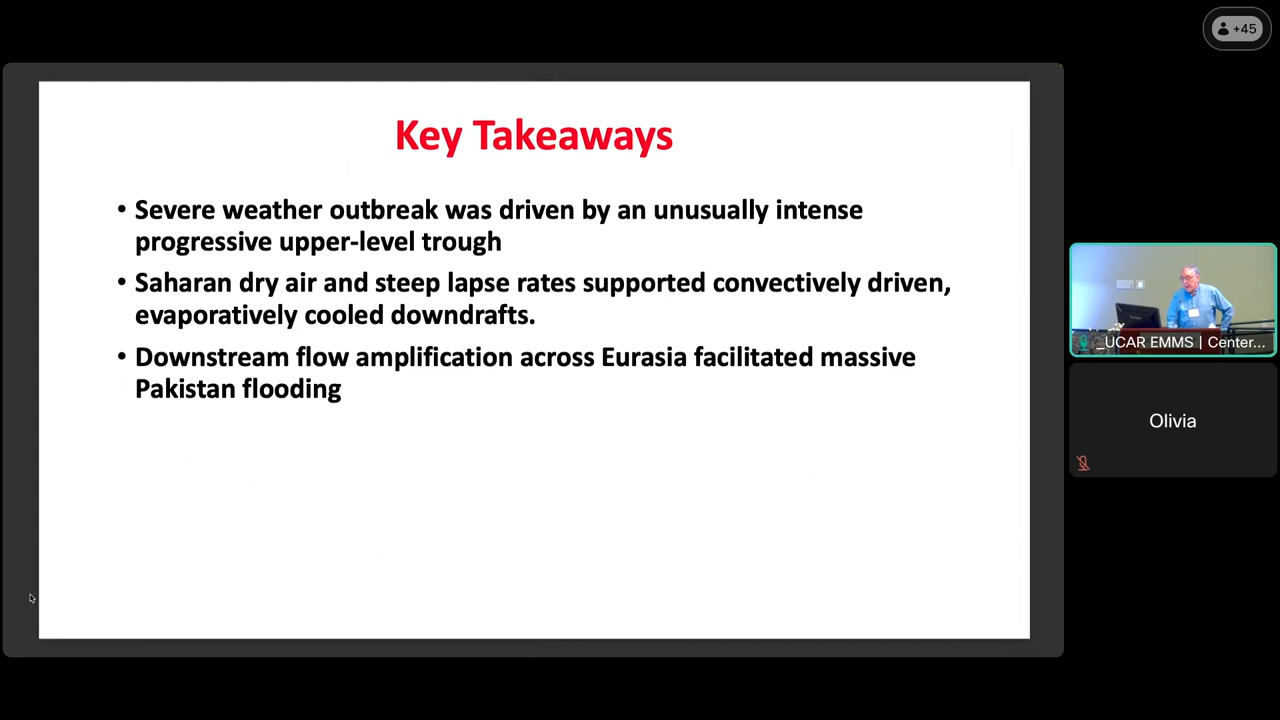 +45
Key Takeaways
• Severe weather outbreak was driven by an unusually intense
progressive upper-level trough
• Saharan dry air and steep lapse rates supported convectively driven,
evaporatively cooled downdrafts.
• Downstream flow amplification across Eurasia facilitated massive
Pakistan flooding
_UCAR EMMS | Center...
Olivia